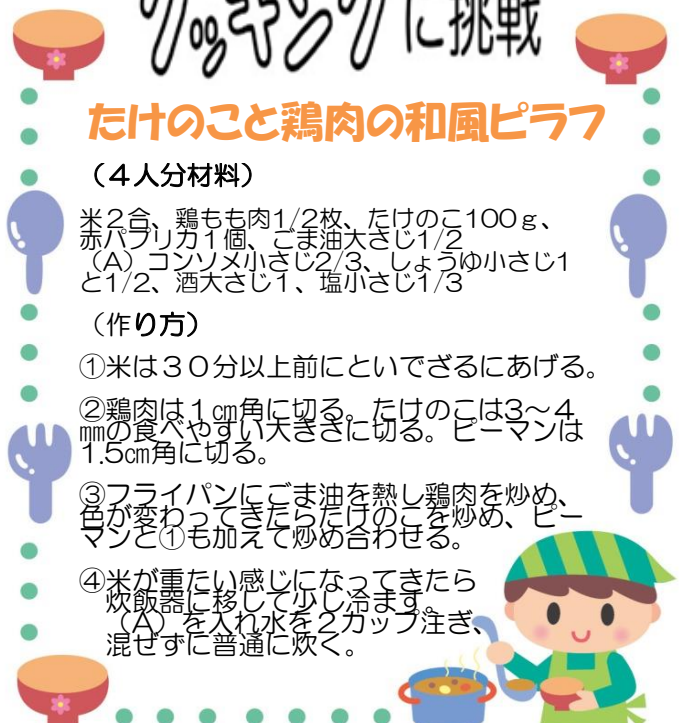 クッキングに挑戦
たけのこと鶏肉の和風ピラフ
（４人分材料）
米２合、鶏もも肉1/2枚、たけのこ100ｇ、
赤パプリカ１個、ごま油大さじ1/2
（A）コンソメ小さじ2/3、しょうゆ小さじ1
と1/2、酒大さじ１、塩小さじ1/3
（作り方）
①米は３０分以上前にといでざるにあげる。
②鶏肉は１㎝角に切る。たけのこは3～４
㎜の食べやすい大きさに切る。ピーマンは
1.5㎝角に切る。
③フライパンにごま油を熱し鶏肉を炒め、
色が変わってきたらたけのこを炒め、ピー
マンと①も加えて炒め合わせる。
④米が重たい感じになってきたら
炊飯器に移して少し冷ます。
（A）を入れ水を２カップ注ぎ、
混ぜずに普通に炊く。